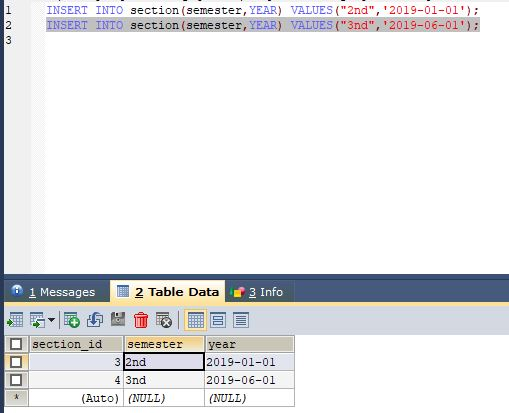 1 INSERT INTO section(semester,YEAR) VALUES("2nd",'2019-01-01');
2 INSERT INTO section(semester,YEAR) VALUES("3nd",'2019-06-01');
3
1 Messages 2 Table Data 3 Info
section_id semester year
3 2nd 2019-01-01
4 3nd 2019-06-01
* (Auto) (NULL) (NULL)